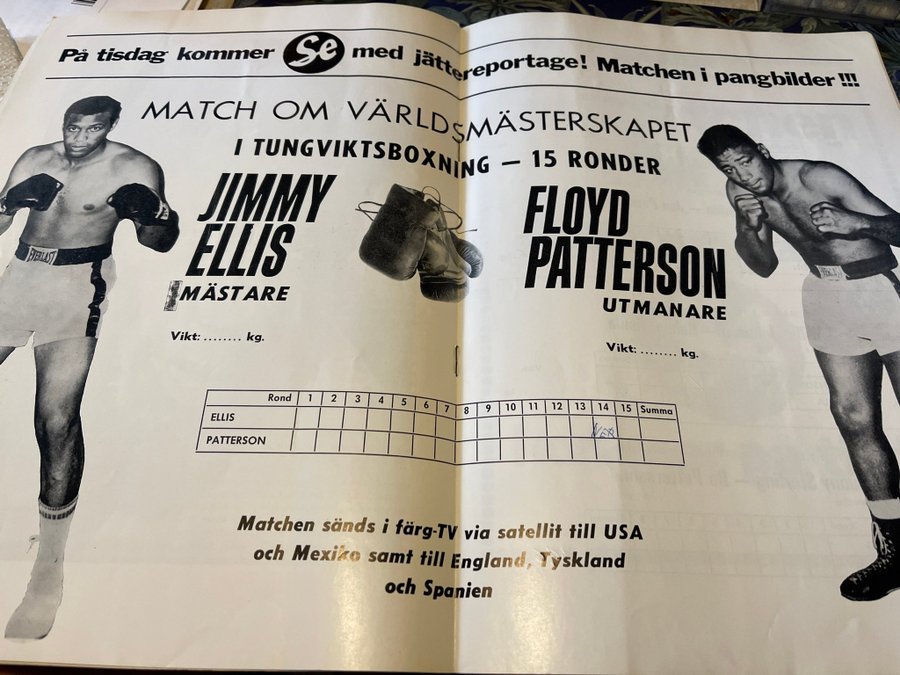 På tisdag kommer Se med jättereportage! Matchen i pangbilder!!!
MATCH OM VÄRLDSMÄSTERSKAPET
I TUNGVIKTSBOXNING — 15 RONDER
JIMMY
ELLIS
MÄSTARE
Vikt: ........ kg.
FLOYD
PATTERSON
UTMANARE
Vikt: ........ kg.
EVERLAST
Rond 1 2 3 4 5 6 7 8 9 10 11 12 13 14 15 Summa
ELLIS
PATTERSON
Matchen sänds i färg-TV via satellit till USA
och Mexiko samt till England, Tyskland
och Spanien